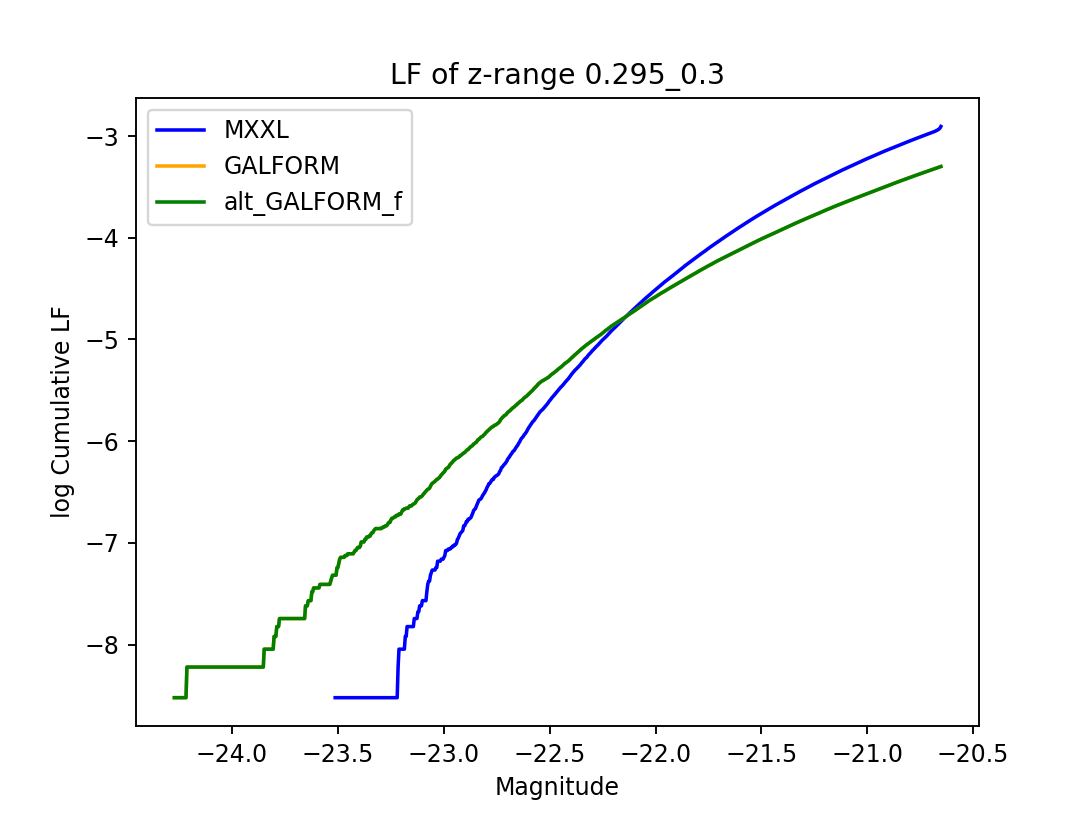 LF of z-range 0.295_0.3
MXXL
GALFORM
alt_GALFORM_f
−3
−4
−5
−6
−7
−8
log Cumulative LF
−24.0 −23.5 −23.0 −22.5 −22.0 −21.5 −21.0 −20.5
Magnitude